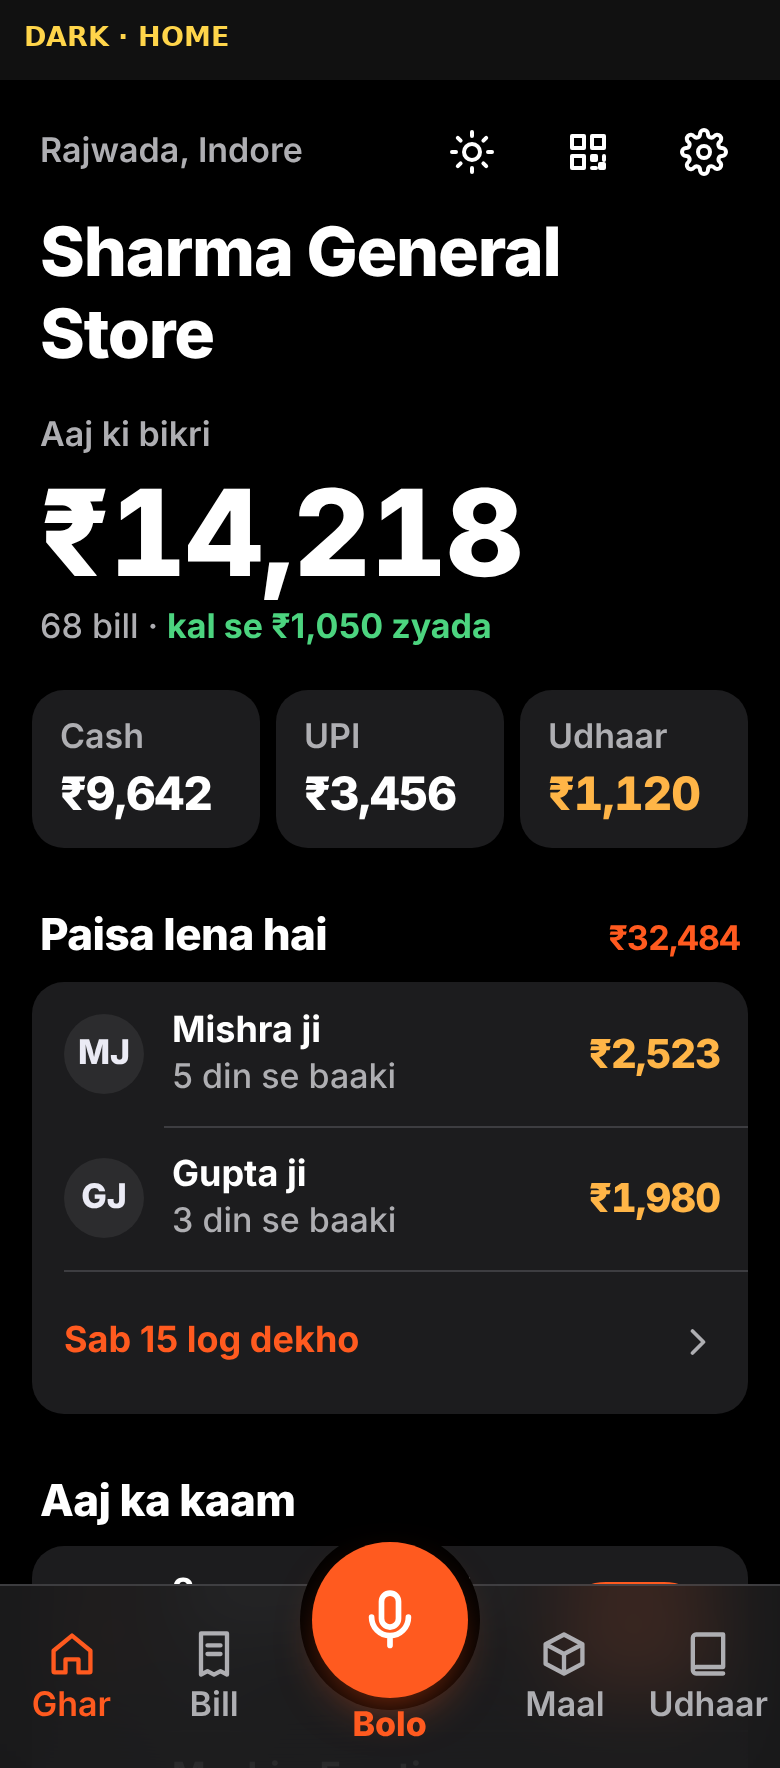 DARK · HOME
Rajwada, Indore
Sharma General
Store
Aaj ki bikri
₹14,218
68 bill · kal se ₹1,050 zyada
Cash
₹9,642
UPI
₹3,456
Udhaar
₹1,120
Paisa lena hai
₹32,484
MJ
Mishra ji
5 din se baaki
₹2,523
GJ
Gupta ji
3 din se baaki
₹1,980
Sab 15 log dekho
Aaj ka kaam
Ghar
Bill
Bolo
Maal
Udhaar